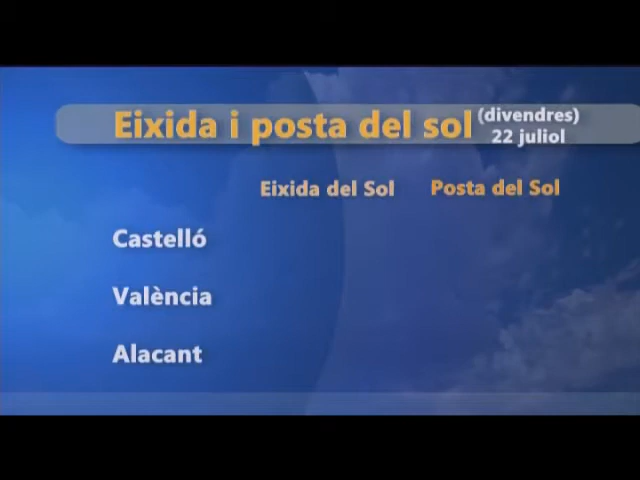 Eixida i posta del sol (divendres)
22 juliol
Eixida del Sol Posta del Sol
Castelló
València
Alacant